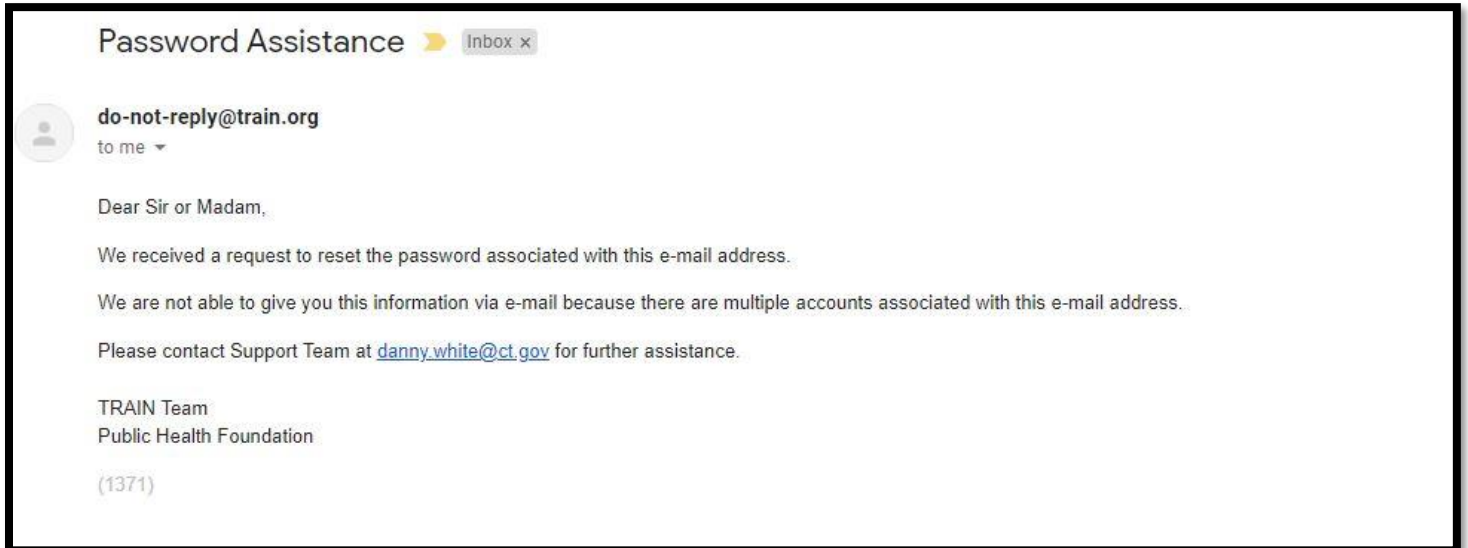 Password Assistance Inbox x
do-not-reply@train.org
to me
Dear Sir or Madam,
We received a request to reset the password associated with this e-mail address.
We are not able to give you this information via e-mail because there are multiple accounts associated with this e-mail address.
Please contact Support Team at danny.white@ct.gov for further assistance.
TRAIN Team
Public Health Foundation
(1371)